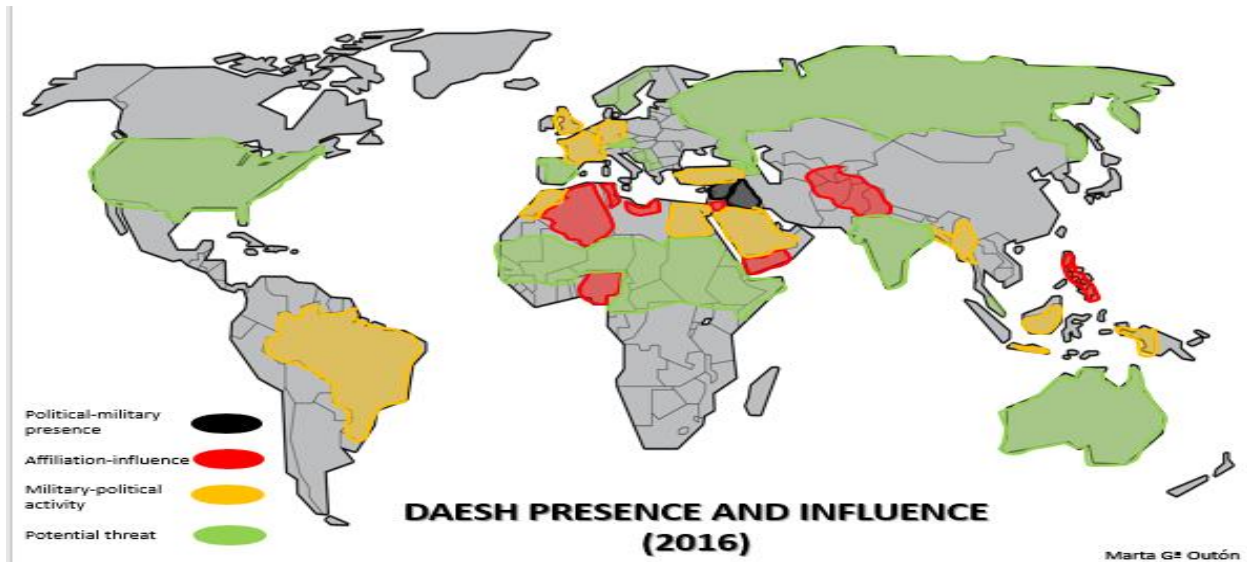 Political-military
presence
Affiliation-influence
Military-political
activity
Potential threat
DAESH PRESENCE AND INFLUENCE
(2016)
Marta Gª Outón